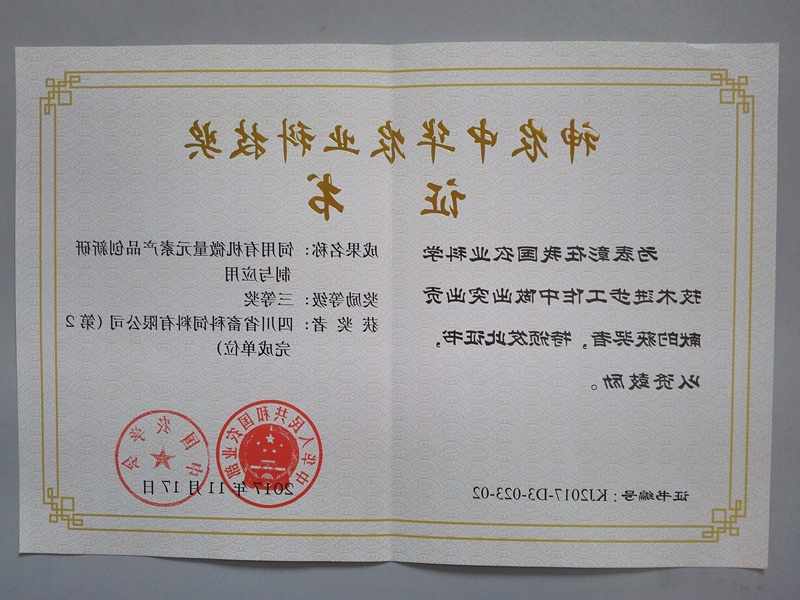 神农中华农业科技奖
证书
为表彰在我国农业科学
技术进步工作中做出突出贡
献的获奖者，特颁发此证书，
以资鼓励。
证书编号：KJ2017-D3-023-02
成果名称：饲用有机微量元素产品创新研
制与应用
奖励等级：三等奖
获奖者：四川省畜科饲料有限公司（第2
完成单位）
中华人民共和国农业部
中国农学会
2017年11月17日